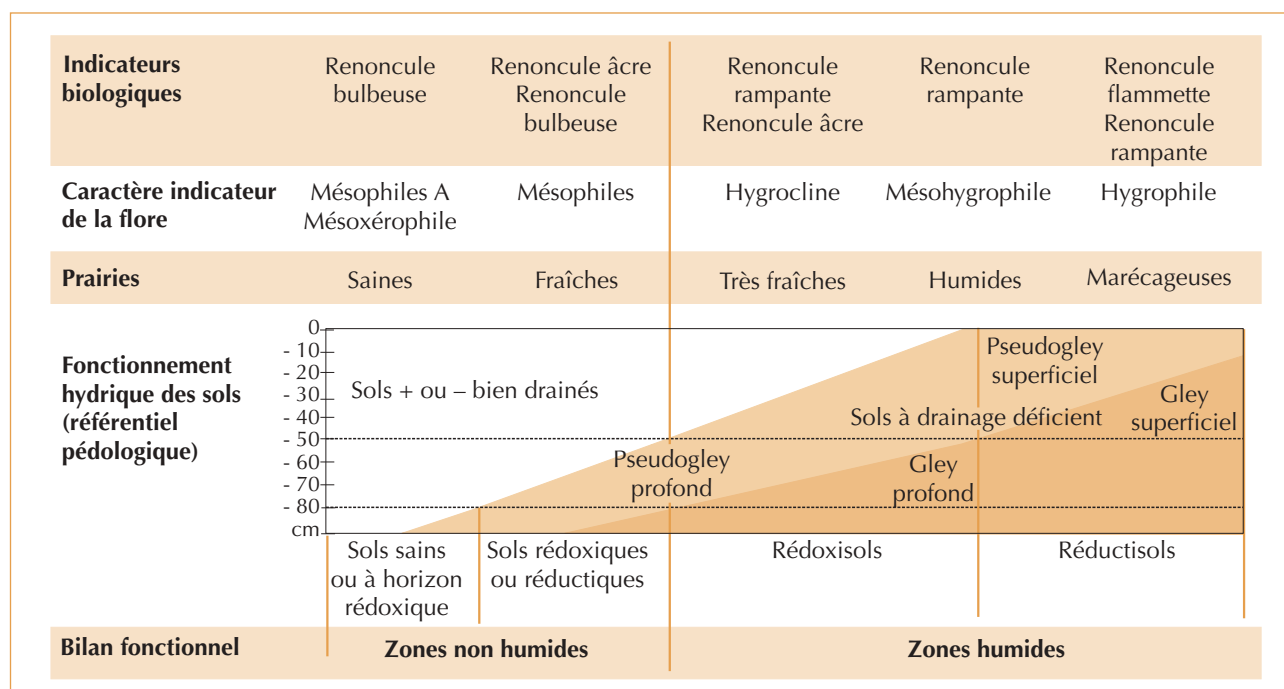 Indicateurs
biologiques
Renoncule
bulbeuse
Renoncule âcre
Renoncule
bulbeuse
Renoncule
rampante
Renoncule âcre
Renoncule
rampante
Renoncule
flammette
Renoncule
rampante
Caractère indicateur
de la flore
Mésophiles A
Mésoxérophile
Mésophiles
Hygrocline
Mésohygrophile
Hygrophile
Prairies
Saines
Fraîches
Très fraîches
Humides
Marécageuses
Fonctionnement
hydrique des sols
(référentiel
pédologique)
0
- 10
- 20
- 30
- 40
- 50
- 60
- 70
- 80
cm
Sols + ou – bien drainés
Pseudogley
superficiel
Sols à drainage déficient
Gley
superficiel
Pseudogley
profond
Gley
profond
Sols sains
ou à horizon
rédoxique
Sols rédoxiques
ou réductiques
Rédoxisols
Réductisols
Bilan fonctionnel
Zones non humides
Zones humides